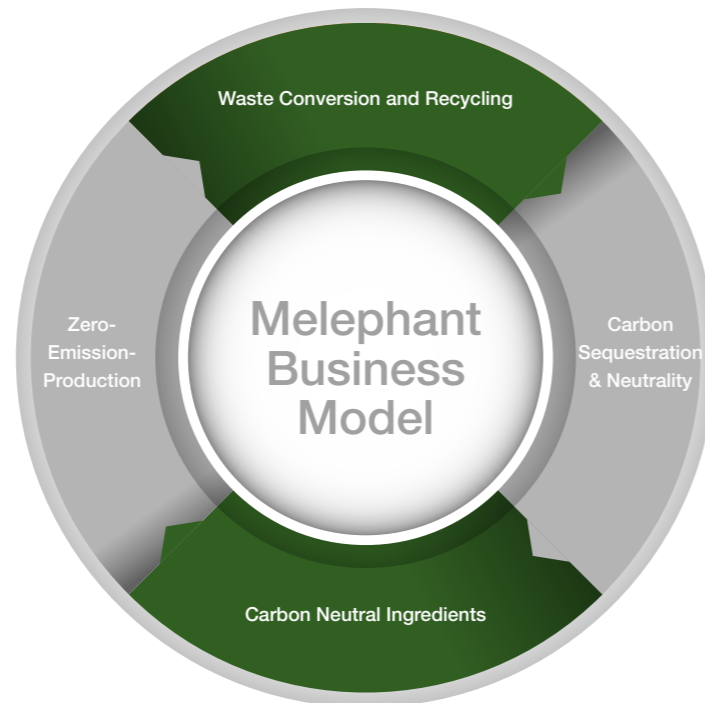 Waste Conversion and Recycling
Zero-
Emission-
Production
Melephant
Business
Model
Carbon
Sequestration
& Neutrality
Carbon Neutral Ingredients